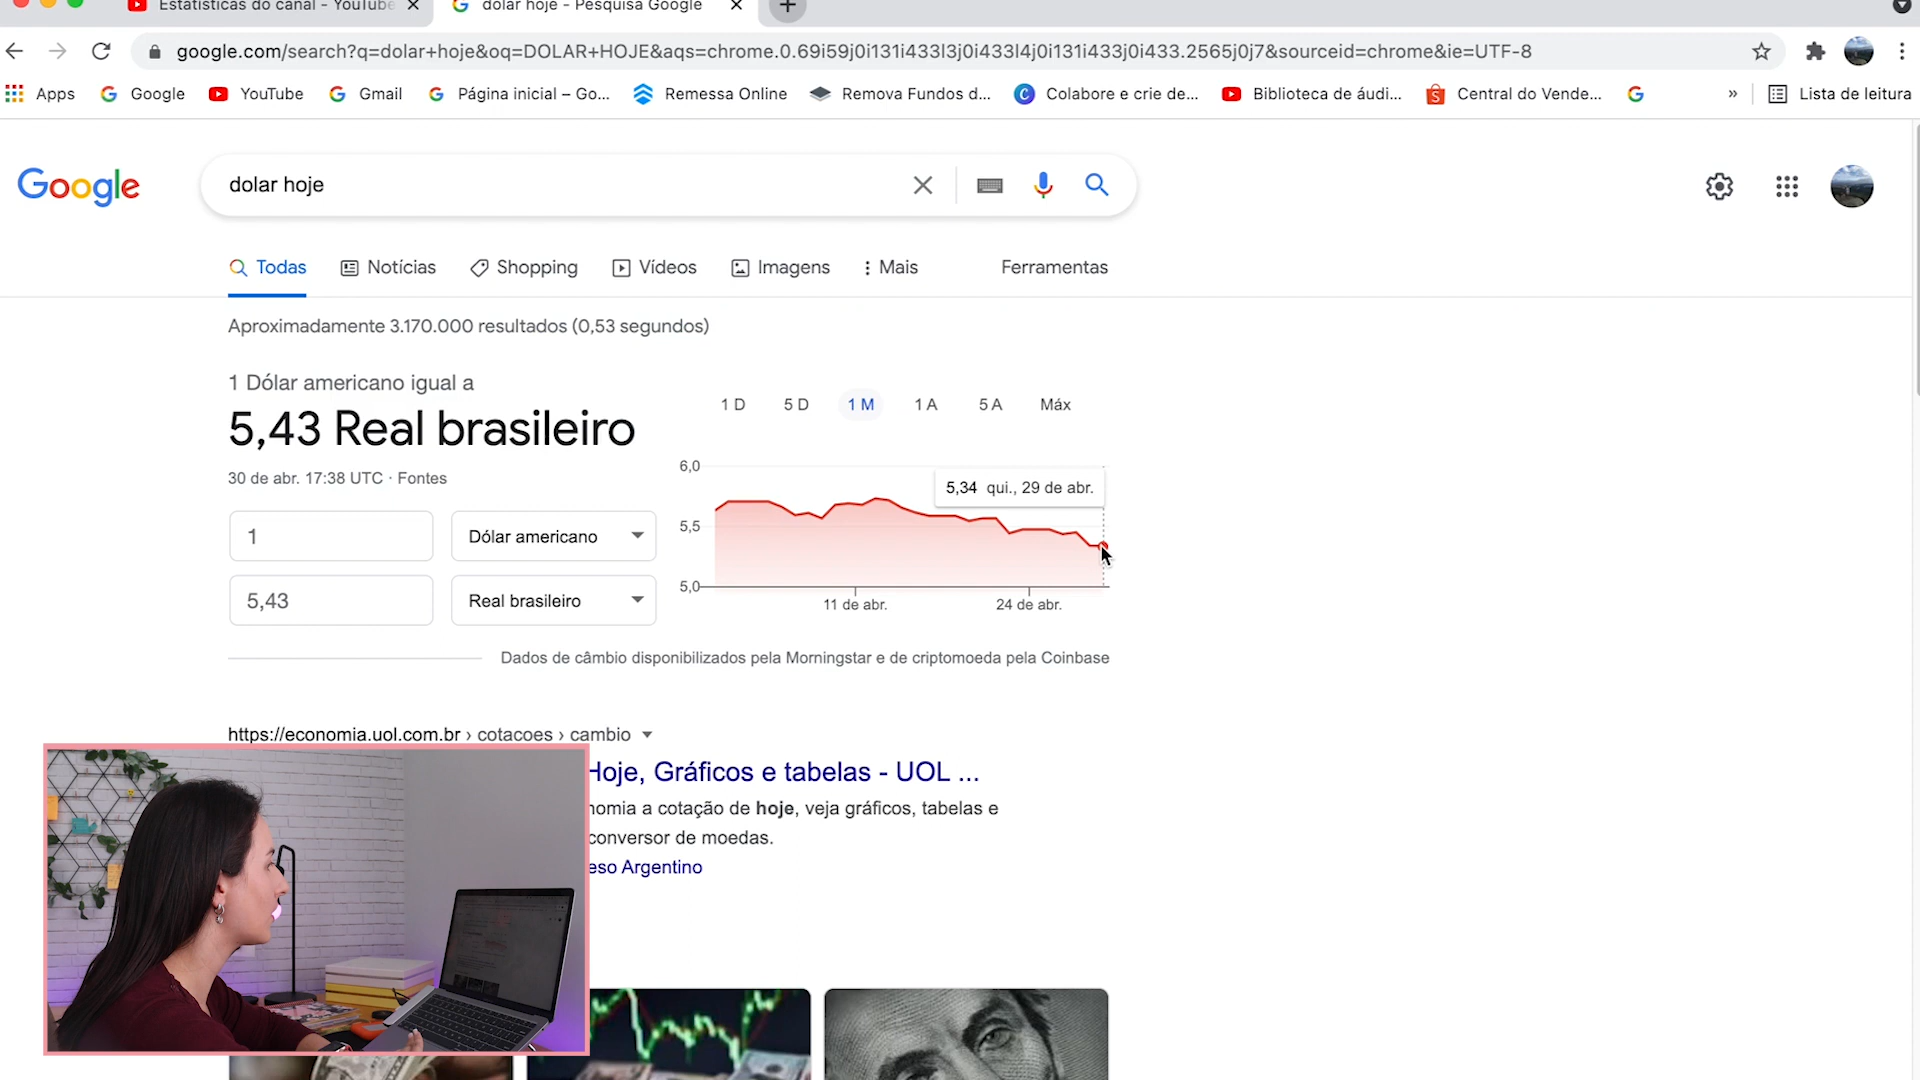 Estatísticas do canal - YouTube
dolar hoje - Pesquisa Google
google.com/search?q=dolar+hoje&oq=DOLAR+HOJE&aqs=chrome.0.69i59j0i131i433l3j0i433l4j0i131i433j0i433.2565j0j7&sourceid=chrome&ie=UTF-8
Apps Google YouTube Gmail Página inicial – Go... Remessa Online Remova Fundos d... Colabore e crie de... Biblioteca de áudi... Central do Vende... » Lista de leitura
Google
dolar hoje
Todas Notícias Shopping Vídeos Imagens Mais Ferramentas
Aproximadamente 3.170.000 resultados (0,53 segundos)
1 Dólar americano igual a
5,43 Real brasileiro
30 de abr. 17:38 UTC · Fontes
1 Dólar americano
5,43 Real brasileiro
1 D 5 D 1 M 1 A 5 A Máx
6,0
5,34 qui., 29 de abr.
5,5
5,0
11 de abr. 24 de abr.
Dados de câmbio disponibilizados pela Morningstar e de criptomoeda pela Coinbase
https://economia.uol.com.br › cotacoes › cambio
Hoje, Gráficos e tabelas - UOL ...
nomia a cotação de hoje, veja gráficos, tabelas e
conversor de moedas.
eso Argentino